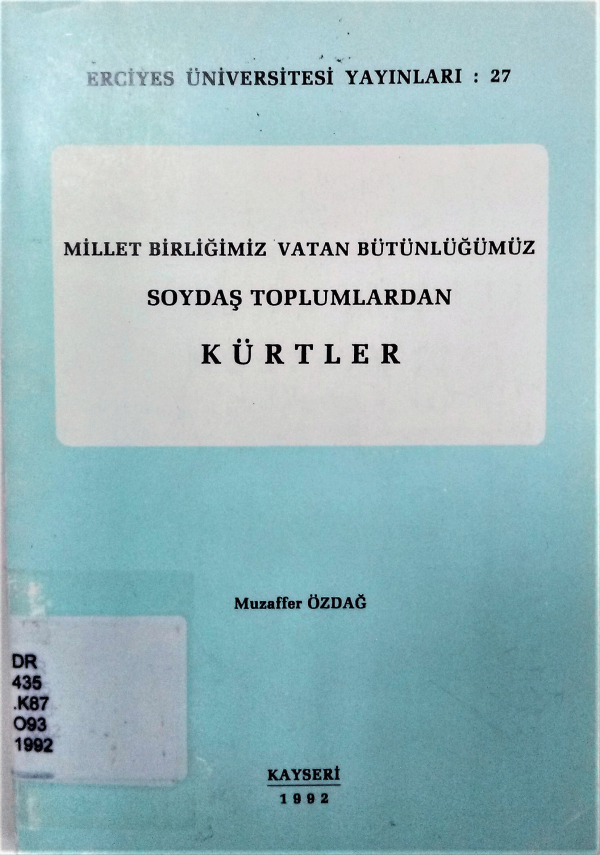 ERCİYES ÜNİVERSİTESİ YAYINLARI : 27
MİLLET BİRLİĞİMİZ VATAN BÜTÜNLÜĞÜMÜZ
SOYDAŞ TOPLUMLARDAN
KÜRTLER
Muzaffer ÖZDAĞ
DR
435
.K87
O93
1992
KAYSERİ
1992